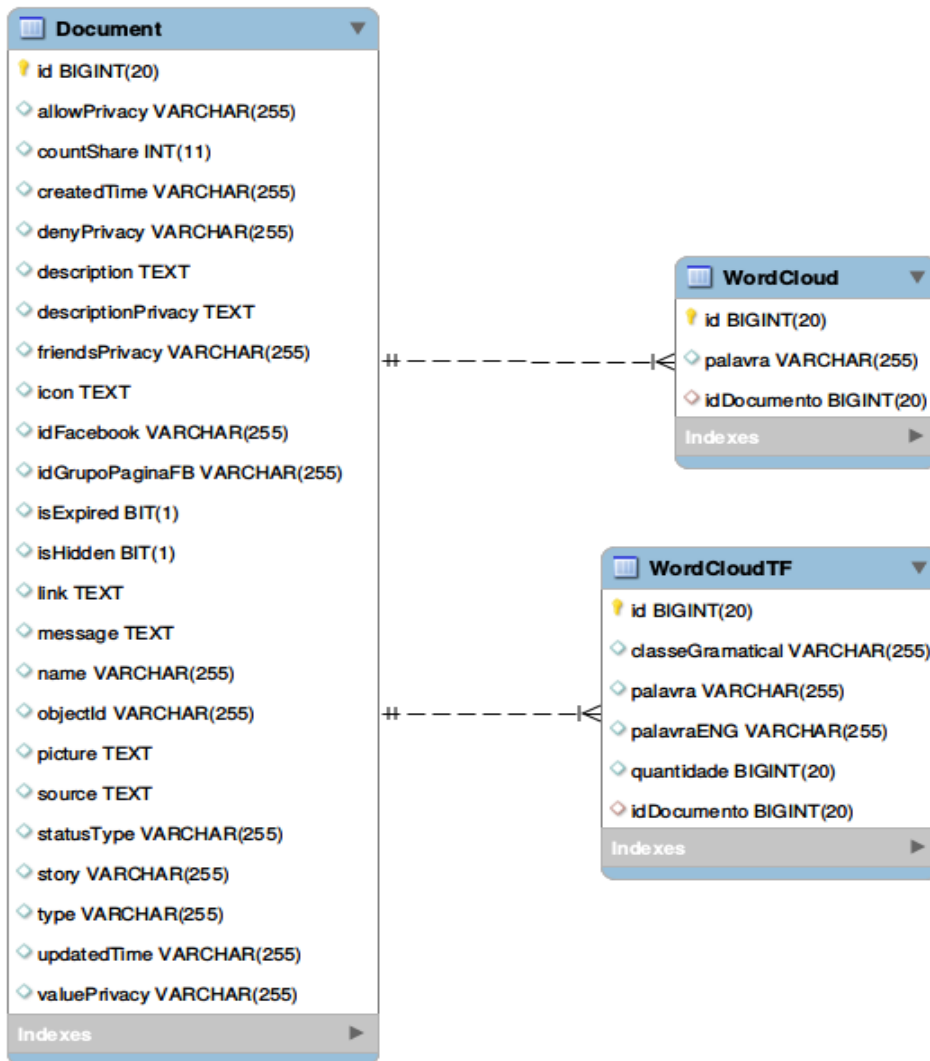 Document
id BIGINT(20)
allowPrivacy VARCHAR(255)
countShare INT(11)
createdTime VARCHAR(255)
denyPrivacy VARCHAR(255)
description TEXT
descriptionPrivacy TEXT
friendsPrivacy VARCHAR(255)
icon TEXT
idFacebook VARCHAR(255)
idGrupoPaginaFB VARCHAR(255)
isExpired BIT(1)
isHidden BIT(1)
link TEXT
message TEXT
name VARCHAR(255)
objectId VARCHAR(255)
picture TEXT
source TEXT
statusType VARCHAR(255)
story VARCHAR(255)
type VARCHAR(255)
updatedTime VARCHAR(255)
valuePrivacy VARCHAR(255)
Indexes
WordCloud
id BIGINT(20)
palavra VARCHAR(255)
idDocumento BIGINT(20)
Indexes
WordCloudTF
id BIGINT(20)
classeGramatical VARCHAR(255)
palavra VARCHAR(255)
palavraENG VARCHAR(255)
quantidade BIGINT(20)
idDocumento BIGINT(20)
Indexes